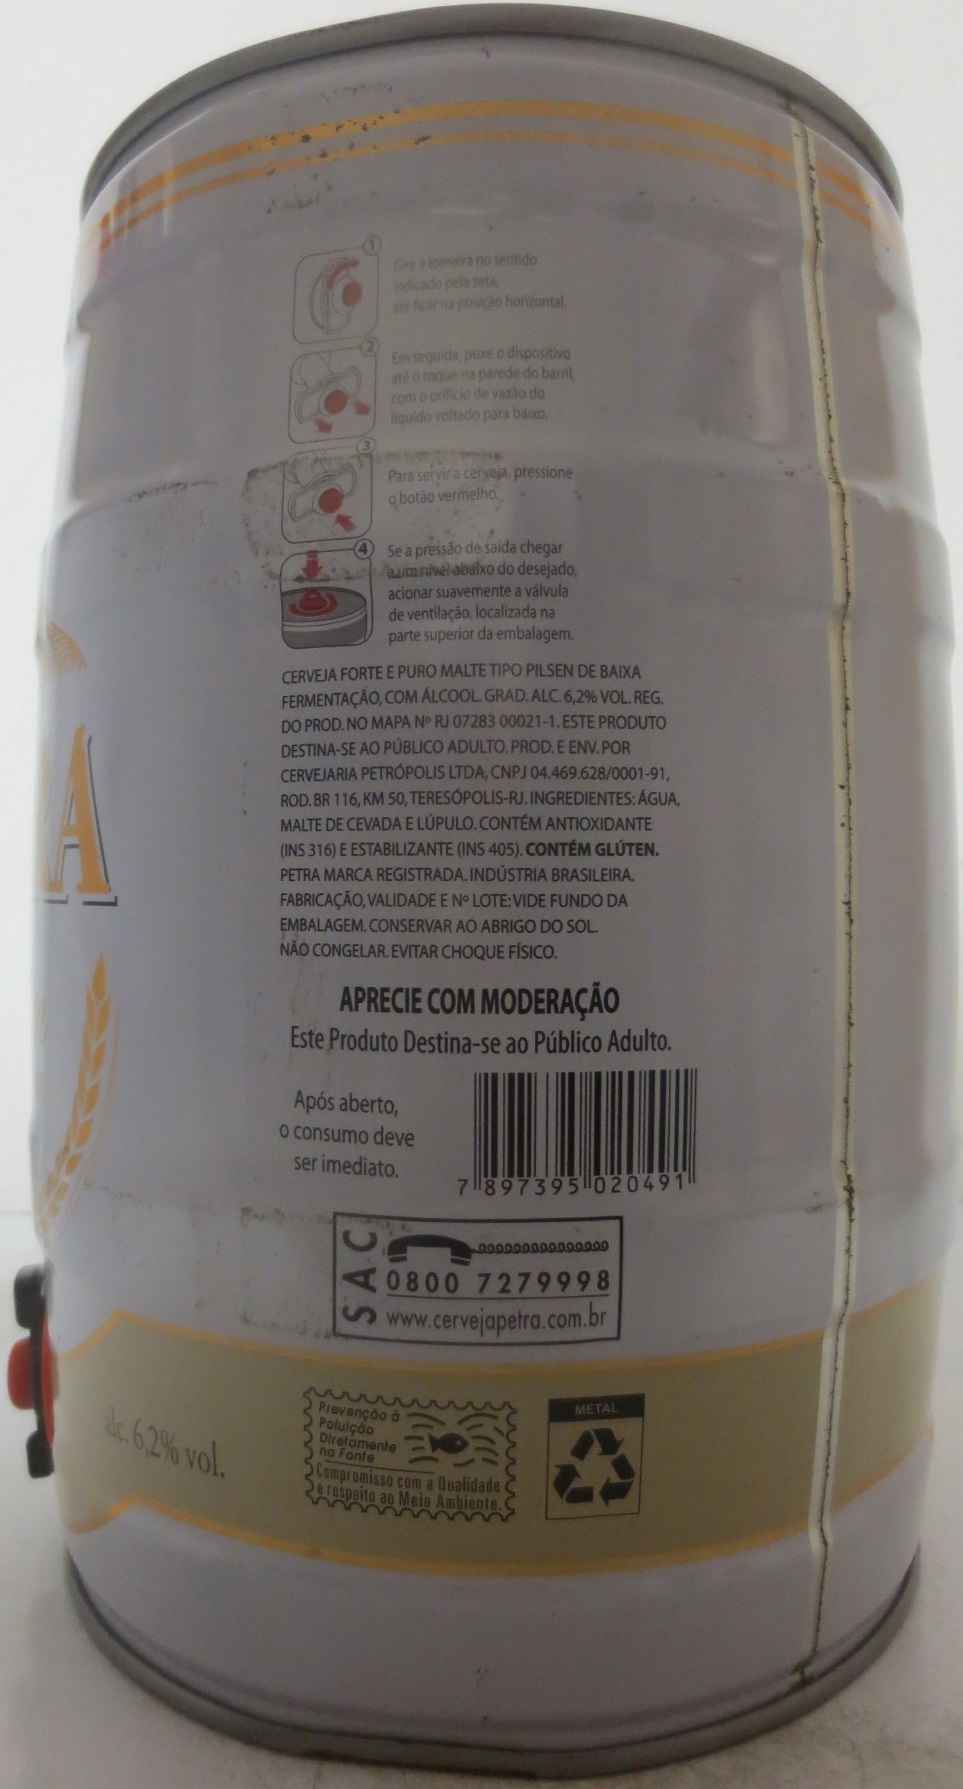 1
Gire a torneira no sentido
indicado pela seta,
até ficar na posição horizontal.
2
Em seguida, puxe o dispositivo
até o toque na parede do barril,
com o orifício de vazão do
líquido voltado para baixo.
3
Para servir a cerveja, pressione
o botão vermelho.
4
Se a pressão de saída chegar
a um nível abaixo do desejado,
acionar suavemente a válvula
de ventilação, localizada na
parte superior da embalagem.
CERVEJA FORTE E PURO MALTE TIPO PILSEN DE BAIXA
FERMENTAÇÃO, COM ÁLCOOL. GRAD. ALC. 6,2% VOL. REG.
DO PROD. NO MAPA Nº RJ 07283 00021-1. ESTE PRODUTO
DESTINA-SE AO PÚBLICO ADULTO. PROD. E ENV. POR
CERVEJARIA PETRÓPOLIS LTDA, CNPJ 04.469.628/0001-91,
ROD. BR 116, KM 50, TERESÓPOLIS-RJ. INGREDIENTES: ÁGUA,
MALTE DE CEVADA E LÚPULO. CONTÉM ANTIOXIDANTE
(INS 316) E ESTABILIZANTE (INS 405). CONTÉM GLÚTEN.
PETRA MARCA REGISTRADA. INDÚSTRIA BRASILEIRA.
FABRICAÇÃO, VALIDADE E Nº LOTE: VIDE FUNDO DA
EMBALAGEM. CONSERVAR AO ABRIGO DO SOL.
NÃO CONGELAR. EVITAR CHOQUE FÍSICO.
RA
APRECIE COM MODERAÇÃO
Este Produto Destina-se ao Público Adulto.
Após aberto,
o consumo deve
ser imediato.
7 897395 020491
SAC
0800 7279998
www.cervejapetra.com.br
alc. 6,2% vol.
Prevenção à
Poluição
Diretamente
na Fonte
Compromisso com a Qualidade
e respeito ao Meio Ambiente.
METAL